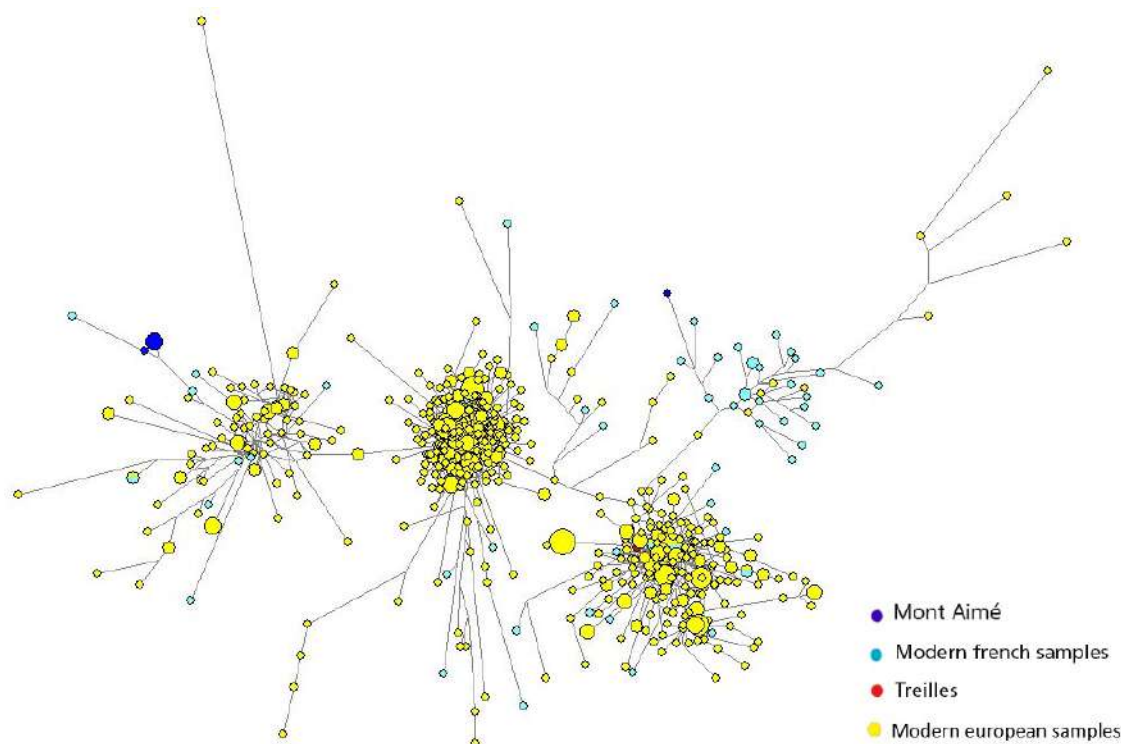 Mont Aimé
Modern french samples
Treilles
Modern european samples